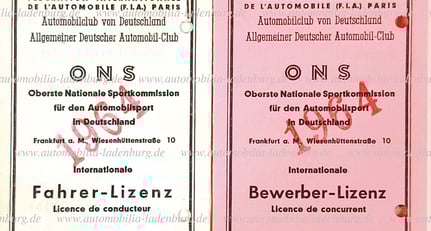 DE L'AUTOMOBILE (F.I.A.) PARIS
Automobilclub von Deutschland
Allgemeiner Deutscher Automobil-Club
ONS
Oberste Nationale Sportkommission
für den Automobilsport
in Deutschland
Frankfurt a. M., Wiesenhüttenstraße 10
1964
Internationale
Fahrer-Lizenz
Licence de conducteur
DE L'AUTOMOBILE (F.I.A.) PARIS
Automobilclub von Deutschland
Allgemeiner Deutscher Automobil-Club
ONS
Oberste Nationale Sportkommission
für den Automobilsport
in Deutschland
Frankfurt a. M., Wiesenhüttenstraße 10
1964
Internationale
Bewerber-Lizenz
Licence de concurrent
www.automobilia-ladenburg.de